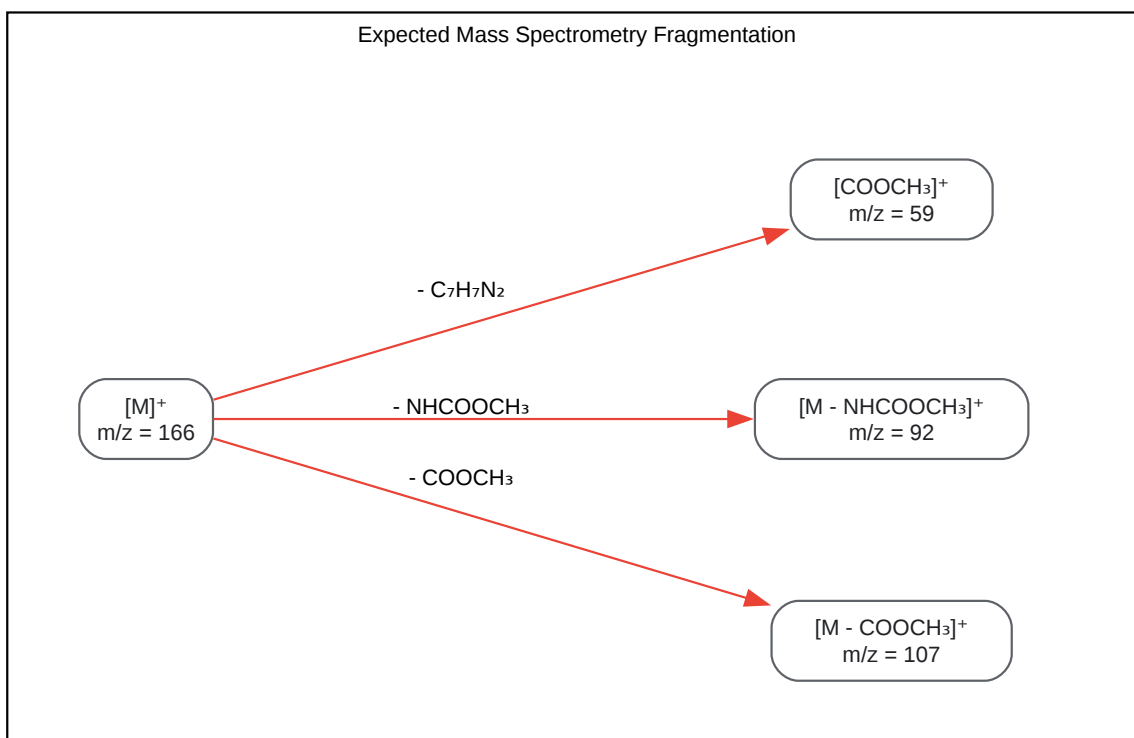 Expected Mass Spectrometry Fragmentation
[COOCH₃]⁺
m/z = 59
- C₇H₇N₂
[M]⁺
m/z = 166
- NHCOOCH₃
[M - NHCOOCH₃]⁺
m/z = 92
- COOCH₃
[M - COOCH₃]⁺
m/z = 107